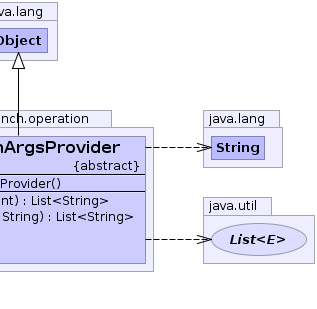 va.lang
Object
nch.operation
nArgsProvider
{abstract}
Provider()
nt) : List<String>
String) : List<String>
java.lang
String
java.util
List<E>